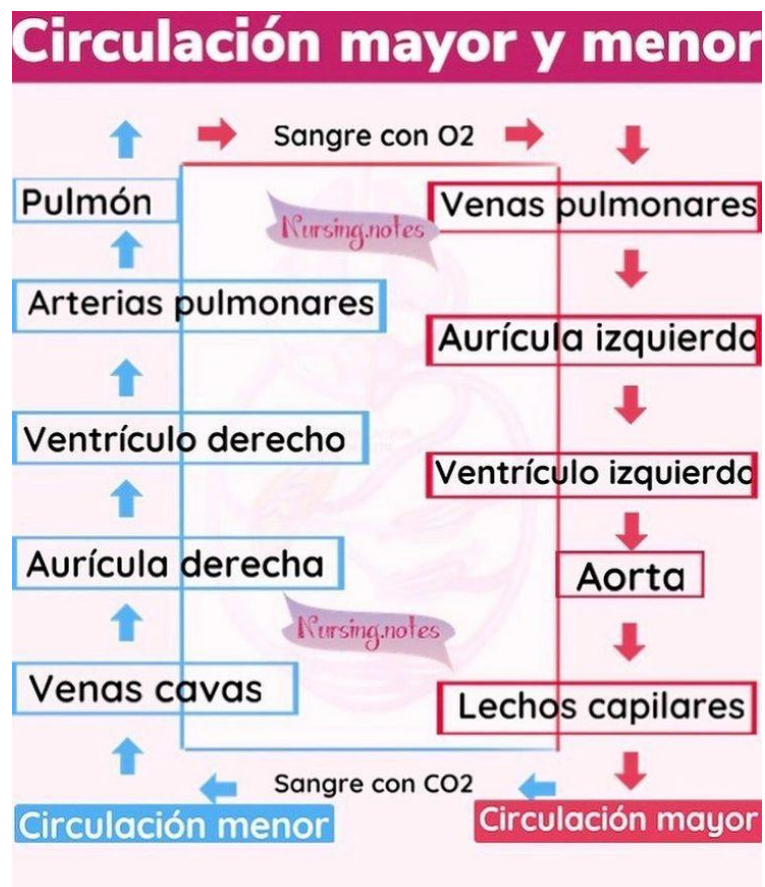 Circulación mayor y menor
Sangre con O2
Pulmón
Venas pulmonares
Nursing.notes
Arterias pulmonares
Aurícula izquierda
Ventrículo derecho
Ventrículo izquierdo
Aurícula derecha
Aorta
Nursing.notes
Venas cavas
Lechos capilares
Sangre con CO2
Circulación menor
Circulación mayor